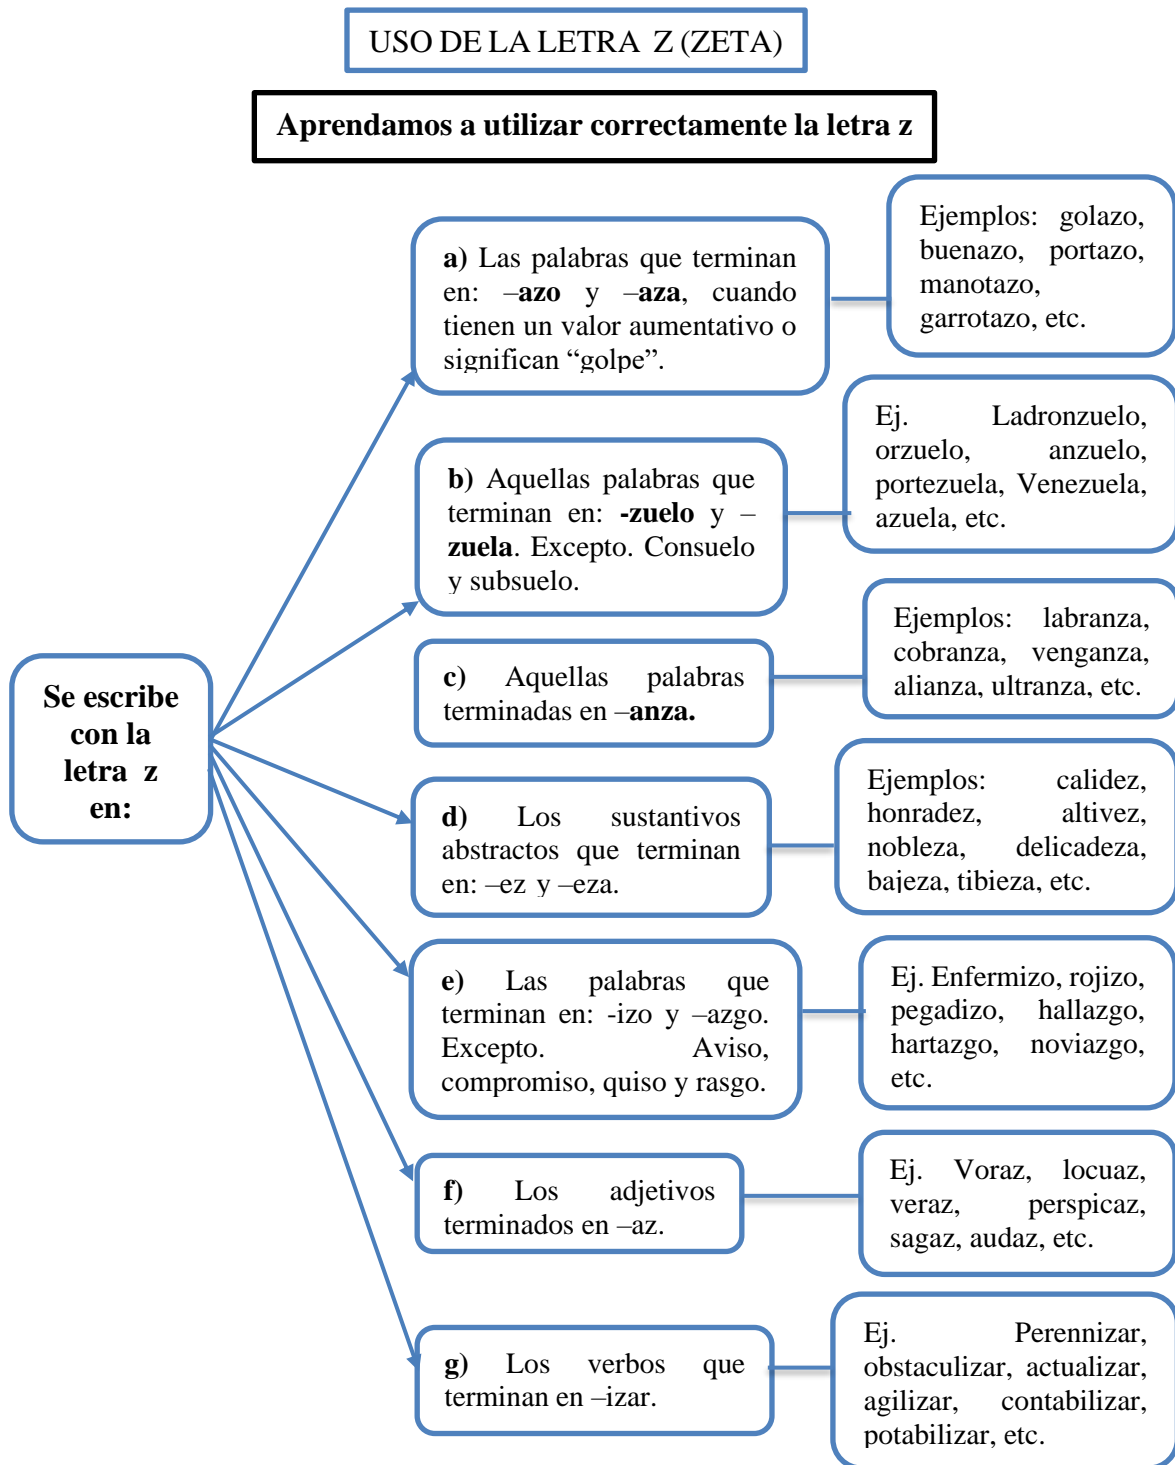 USO DE LA LETRA Z (ZETA)
Aprendamos a utilizar correctamente la letra z
Se escribe
con la
letra z
en:
a) Las palabras que terminan
en: –azo y –aza, cuando
tienen un valor aumentativo o
significan “golpe”.
Ejemplos: golazo,
buenazo, portazo,
manotazo,
garrotazo, etc.
b) Aquellas palabras que
terminan en: -zuelo y –
zuela. Excepto. Consuelo
y subsuelo.
Ej. Ladronzuelo,
orzuelo, anzuelo,
portezuela, Venezuela,
azuela, etc.
c) Aquellas palabras
terminadas en –anza.
Ejemplos: labranza,
cobranza, venganza,
alianza, ultranza, etc.
d) Los sustantivos
abstractos que terminan
en: –ez y –eza.
Ejemplos: calidez,
honradez, altivez,
nobleza, delicadeza,
bajeza, tibieza, etc.
e) Las palabras que
terminan en: -izo y –azgo.
Excepto. Aviso,
compromiso, quiso y rasgo.
Ej. Enfermizo, rojizo,
pegadizo, hallazgo,
hartazgo, noviazgo,
etc.
f) Los adjetivos
terminados en –az.
Ej. Voraz, locuaz,
veraz, perspicaz,
sagaz, audaz, etc.
g) Los verbos que
terminan en –izar.
Ej. Perennizar,
obstaculizar, actualizar,
agilizar, contabilizar,
potabilizar, etc.